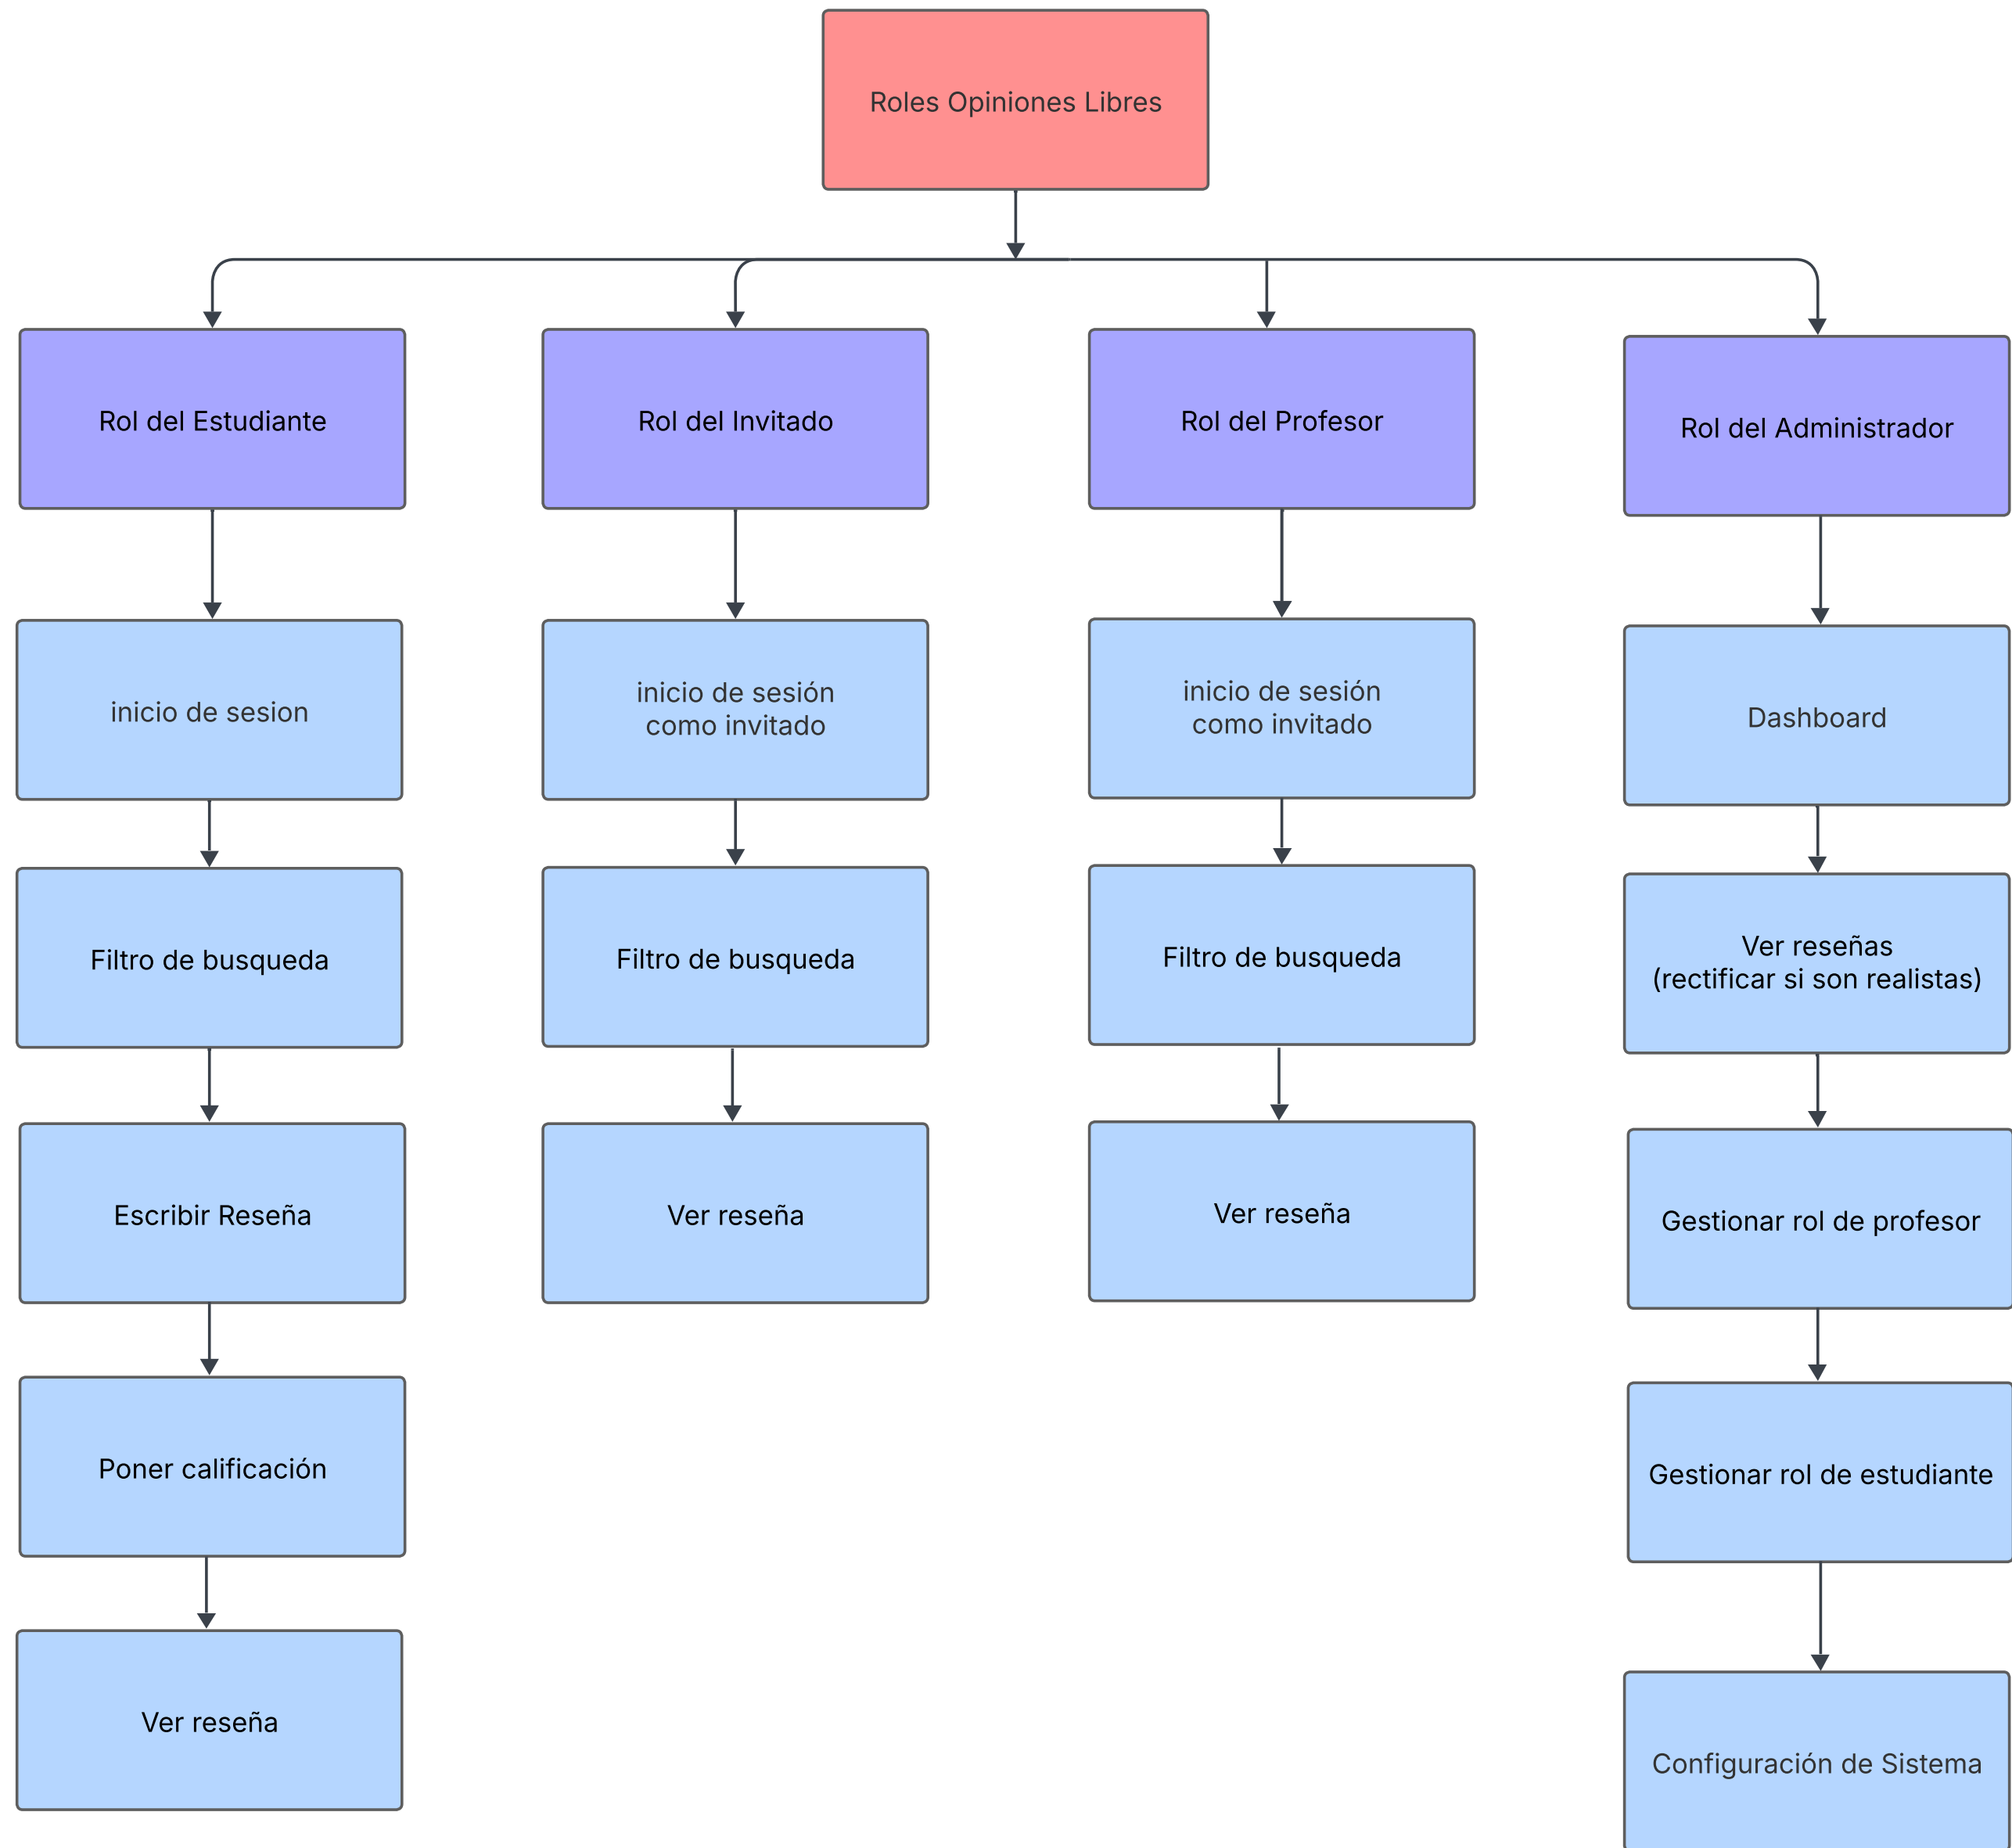 Roles Opiniones Libres
Rol del Estudiante
Rol del Invitado
Rol del Profesor
Rol del Administrador
inicio de sesion
inicio de sesión
como invitado
inicio de sesión
como invitado
Dashboard
Filtro de busqueda
Filtro de busqueda
Filtro de busqueda
Ver reseñas
(rectificar si son realistas)
Escribir Reseña
Ver reseña
Ver reseña
Gestionar rol de profesor
Poner calificación
Gestionar rol de estudiante
Ver reseña
Configuración de Sistema